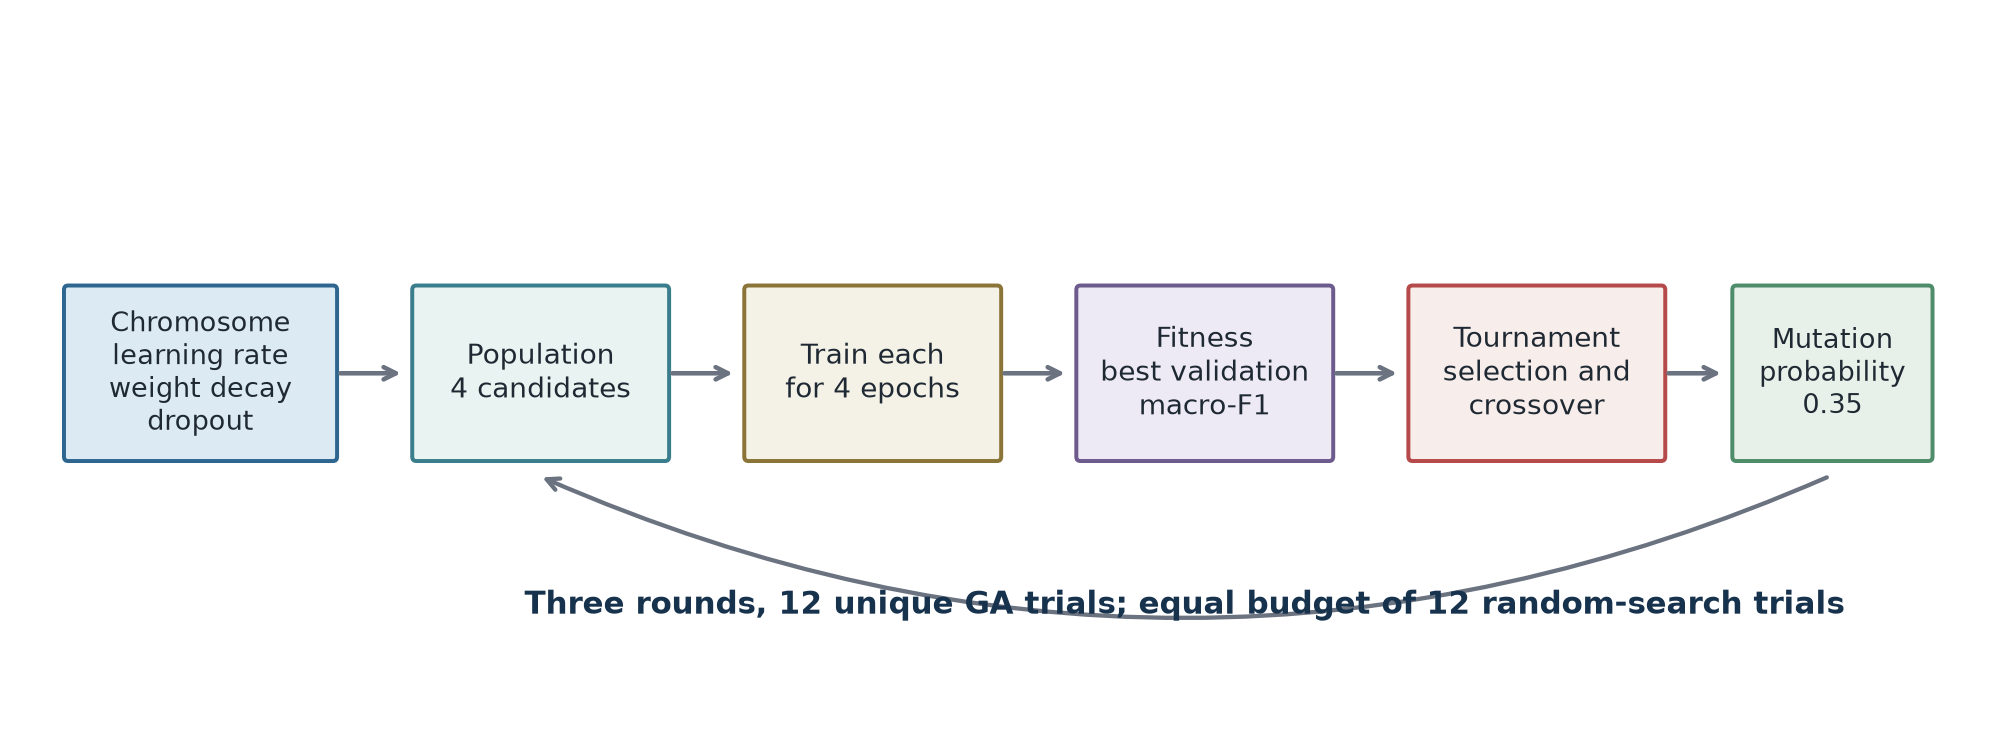 Chromosome
learning rate
weight decay
dropout
Population
4 candidates
Train each
for 4 epochs
Fitness
best validation
macro-F1
Tournament
selection and
crossover
Mutation
probability
0.35
Three rounds, 12 unique GA trials; equal budget of 12 random-search trials